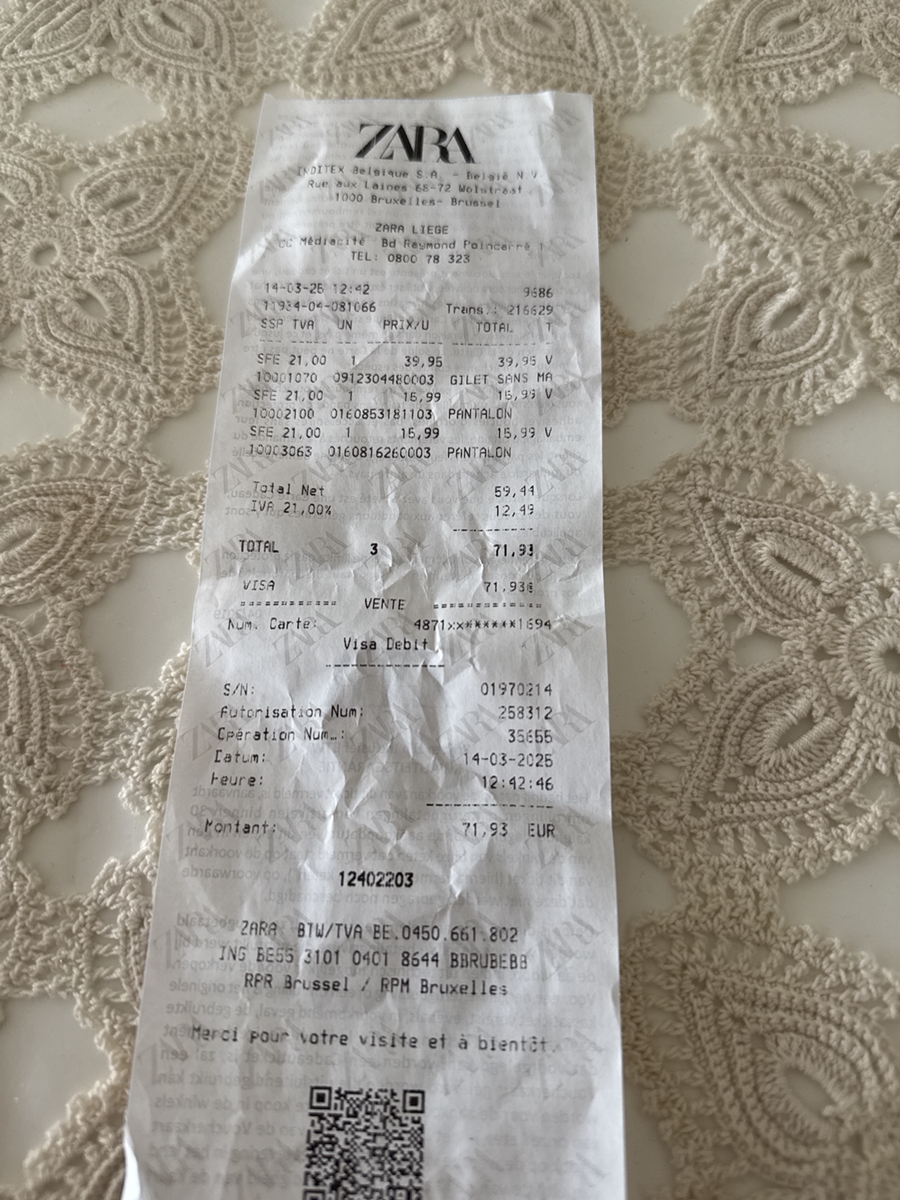 ZARA
INDITEX Belgique S.A. - België N.V
Rue aux Laines 68-72 Wolstraat
1000 Bruxelles- Brussel
ZARA LIEGE
CC Médiacité Bd Raymond Poincarré 1
TEL: 0800 78 323
14-03-25 12:42 9686
11934-04-081066 Trans.: 216629
SSP TVA UN PRIX/U TOTAL T
SFE 21,00 1 39,95 39,95 V
10001070 0912304480003 GILET SANS MA
SFE 21,00 1 15,99 15,99 V
10002100 0160853181103 PANTALON
SFE 21,00 1 15,99 15,99 V
10003063 0160816260003 PANTALON
Total Net 59,44
IVA 21,00% 12,49
TOTAL 3 71,93
VISA 71,93€
=========== VENTE ============
Num. Carte: 4871********1694
Visa Debit
S/N: 01970214
Autorisation Num: 258312
Opération Num…: 35655
Datum: 14-03-2025
Heure: 12:42:46
Montant: 71,93 EUR
12402203
ZARA BTW/TVA BE.0450.661.802
ING BE55 3101 0401 8644 BBRUBEBB
RPR Brussel / RPM Bruxelles
Merci pour votre visite et à bientôt.